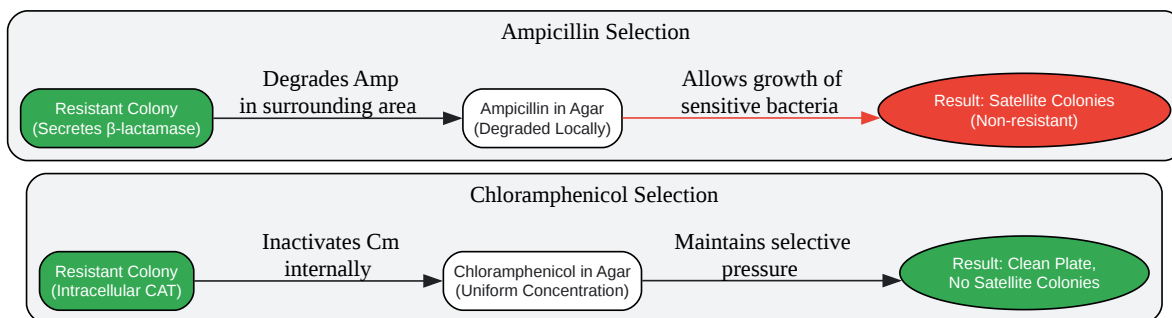 Ampicillin Selection
Resistant Colony
(Secretes β-lactamase)
Degrades Amp
in surrounding area
Ampicillin in Agar
(Degraded Locally)
Allows growth of
sensitive bacteria
Result: Satellite Colonies
(Non-resistant)
Chloramphenicol Selection
Resistant Colony
(Intracellular CAT)
Inactivates Cm
internally
Chloramphenicol in Agar
(Uniform Concentration)
Maintains selective
pressure
Result: Clean Plate,
No Satellite Colonies